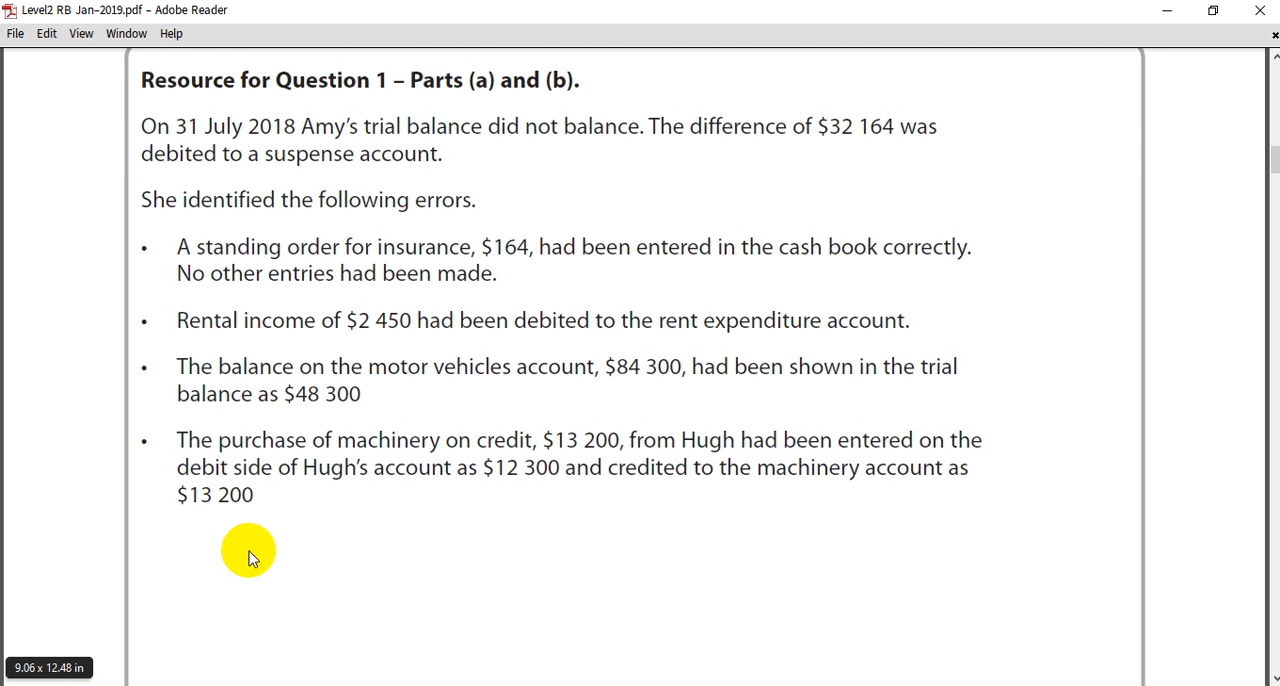 Level2 RB Jan-2019.pdf - Adobe Reader
File Edit View Window Help
Resource for Question 1 – Parts (a) and (b).
On 31 July 2018 Amy’s trial balance did not balance. The difference of $32 164 was
debited to a suspense account.
She identified the following errors.
• A standing order for insurance, $164, had been entered in the cash book correctly.
No other entries had been made.
• Rental income of $2 450 had been debited to the rent expenditure account.
• The balance on the motor vehicles account, $84 300, had been shown in the trial
balance as $48 300
• The purchase of machinery on credit, $13 200, from Hugh had been entered on the
debit side of Hugh’s account as $12 300 and credited to the machinery account as
$13 200
9.06 x 12.48 in